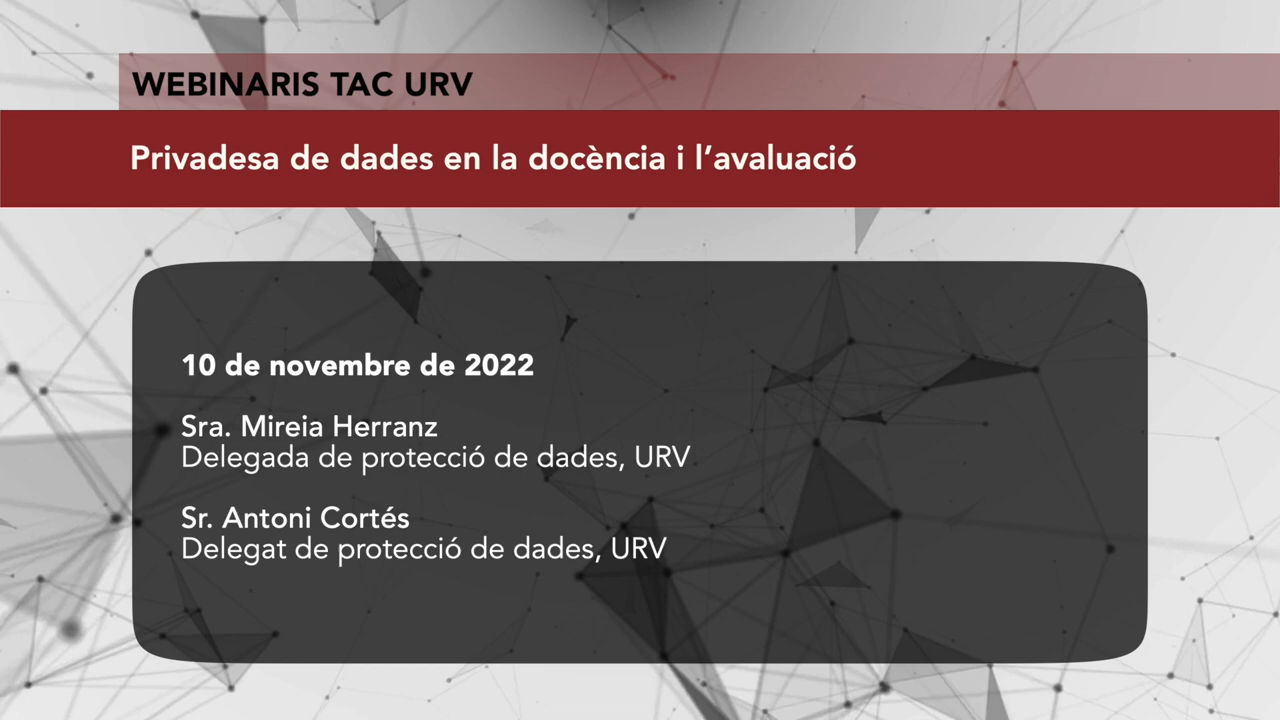 WEBINARIS TAC URV
Privadesa de dades en la docència i l’avaluació
10 de novembre de 2022
Sra. Mireia Herranz
Delegada de protecció de dades, URV
Sr. Antoni Cortés
Delegat de protecció de dades, URV